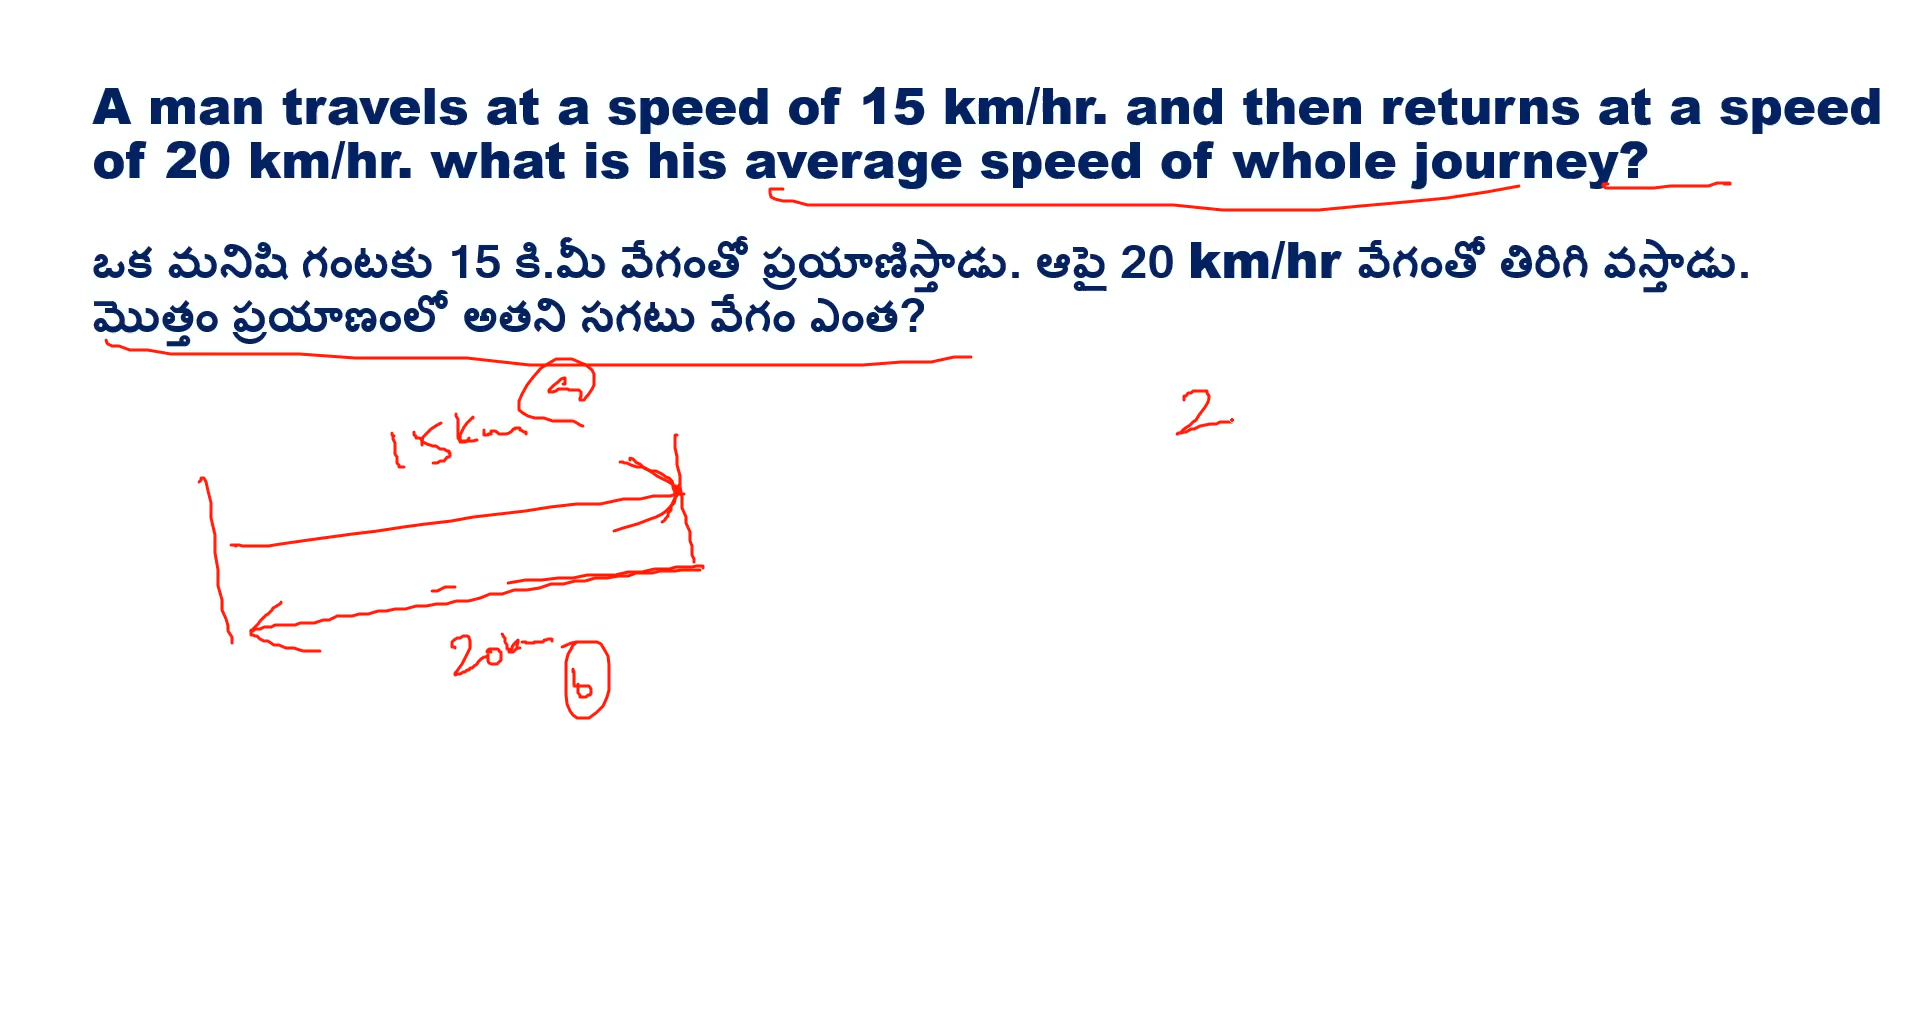 A man travels at a speed of 15 km/hr. and then returns at a speed
of 20 km/hr. what is his average speed of whole journey?
ఒక మనిషి గంటకు 15 కి.మీ వేగంతో ప్రయాణిస్తాడు. ఆపై 20 km/hr వేగంతో తిరిగి వస్తాడు.
మొత్తం ప్రయాణంలో అతని సగటు వేగం ఎంత?
15km a
2
20km b